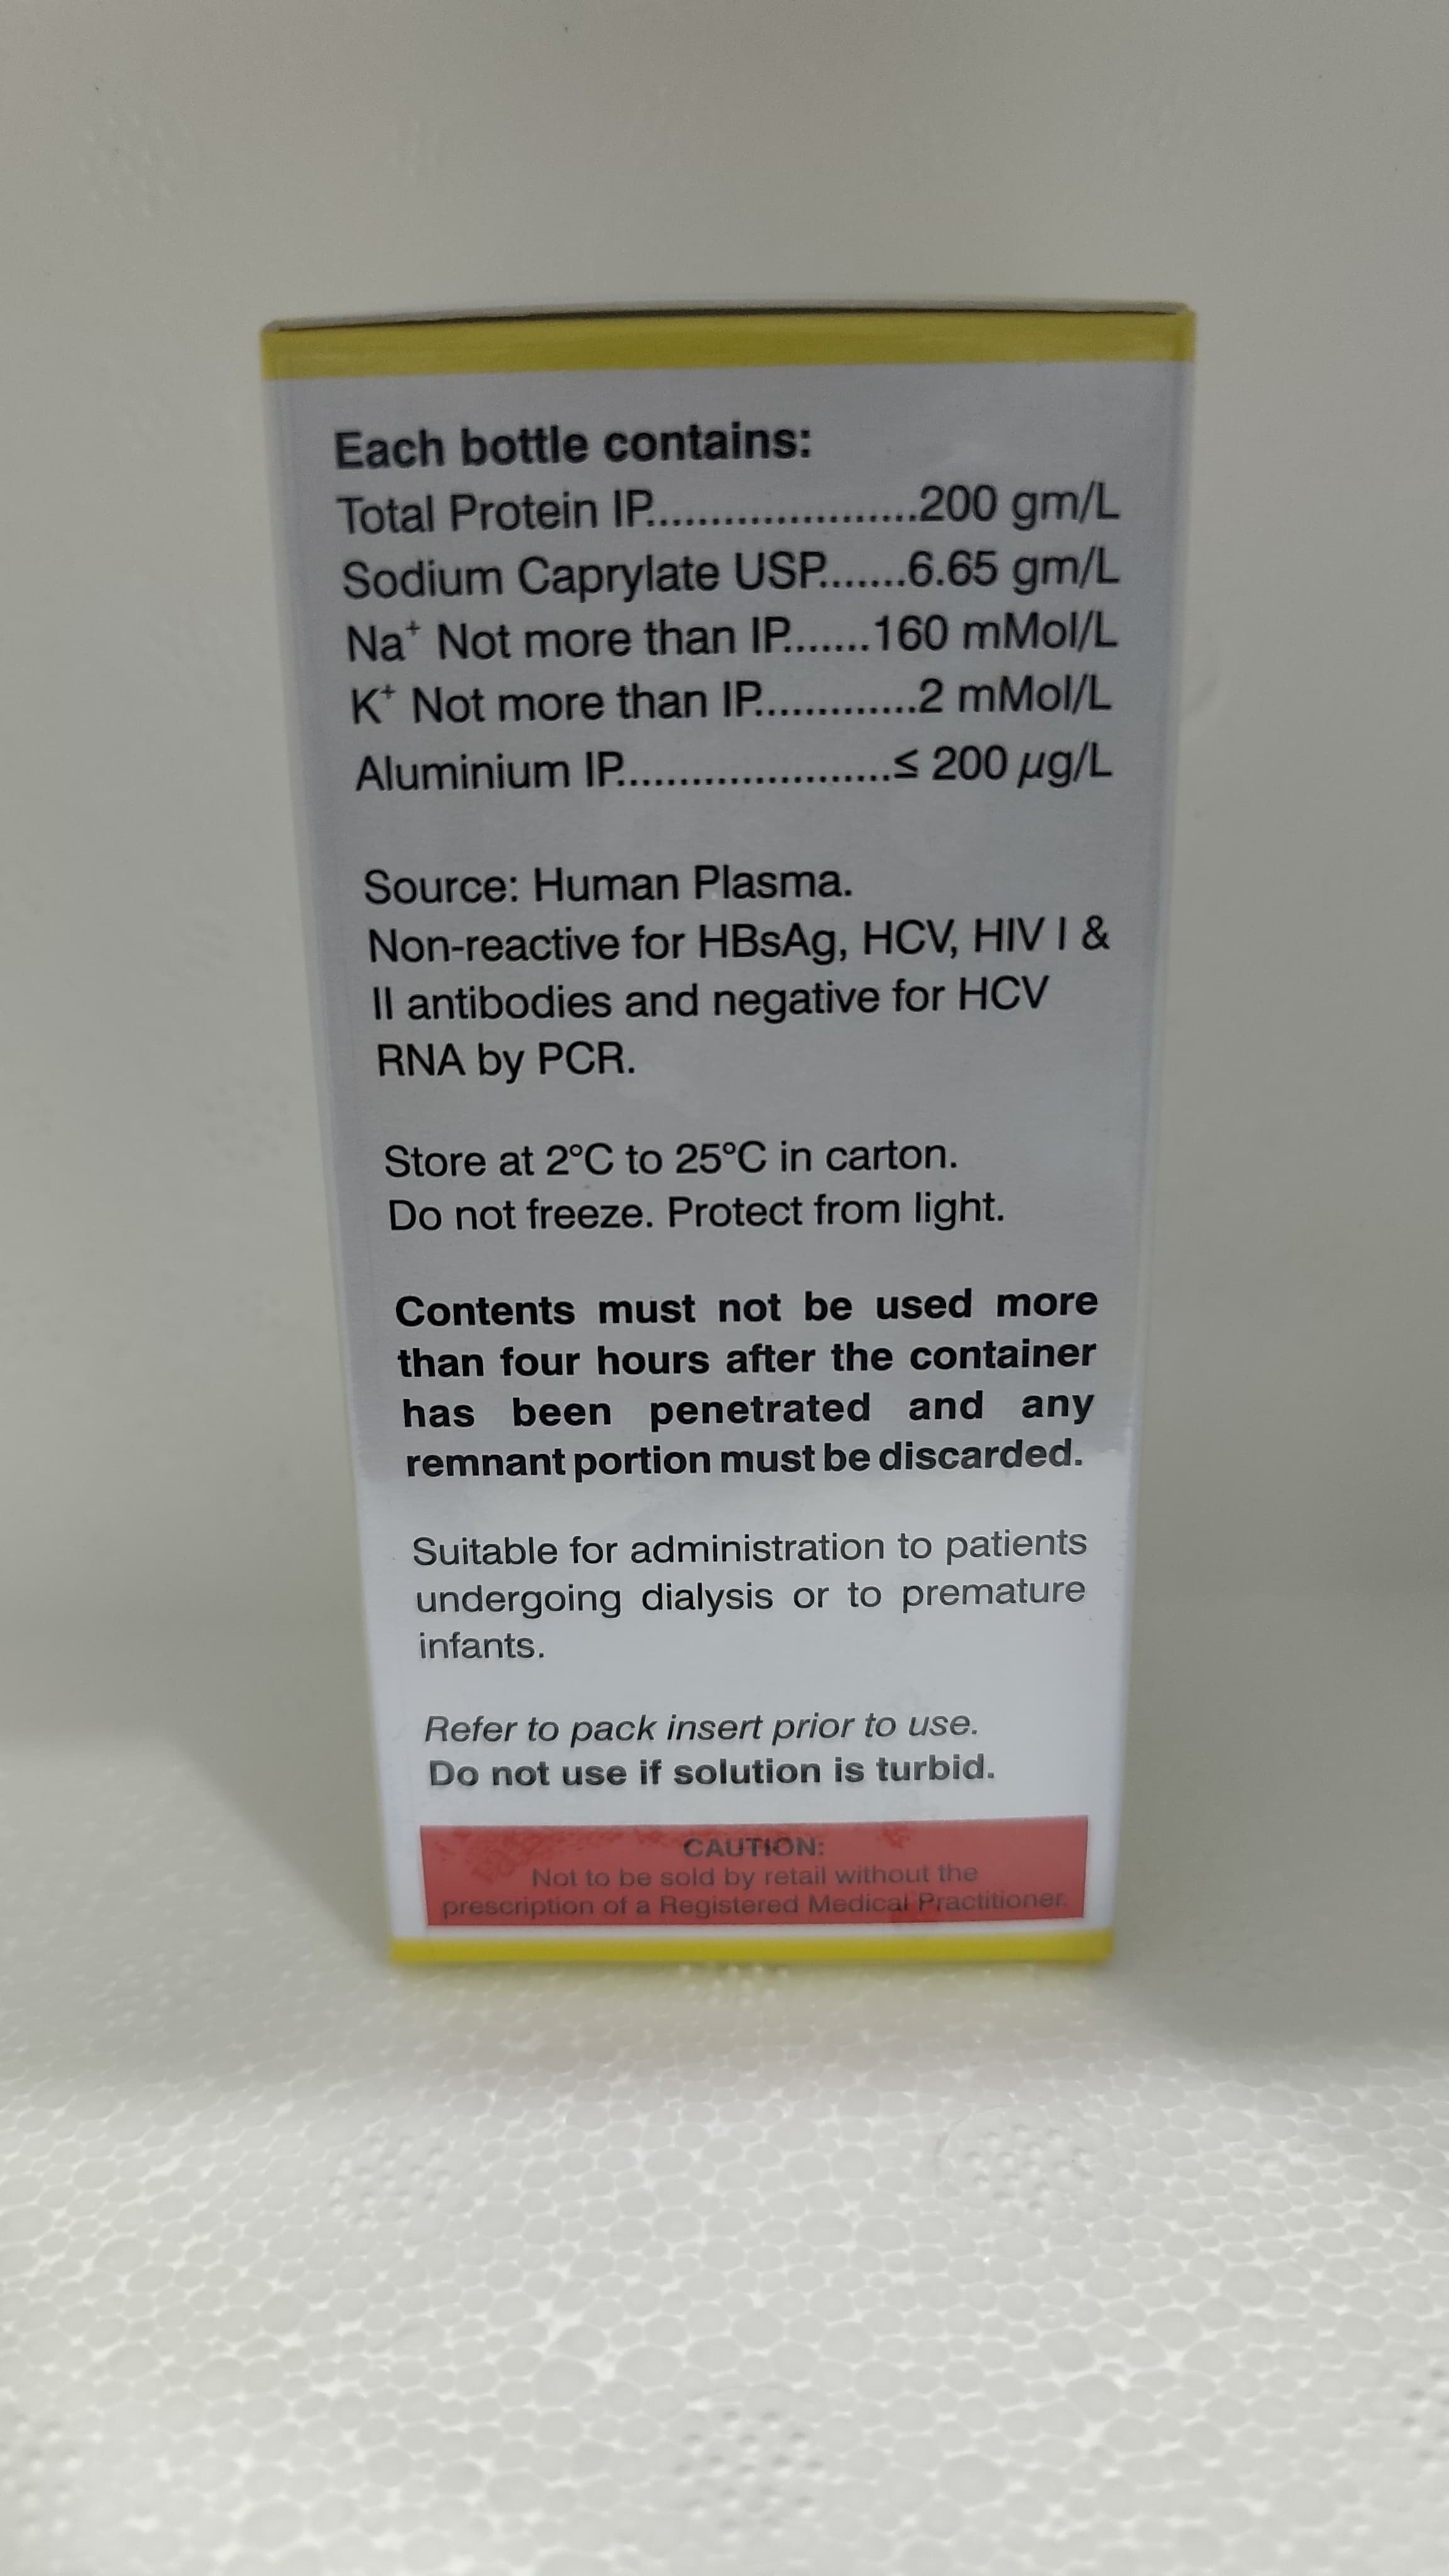 Each bottle contains:
Total Protein IP......................200 gm/L
Sodium Caprylate USP.......6.65 gm/L
Na⁺ Not more than IP.......160 mMol/L
K⁺ Not more than IP.............2 mMol/L
Aluminium IP......................≤ 200 µg/L
Source: Human Plasma.
Non-reactive for HBsAg, HCV, HIV I &
II antibodies and negative for HCV
RNA by PCR.
Store at 2°C to 25°C in carton.
Do not freeze. Protect from light.
Contents must not be used more
than four hours after the container
has been penetrated and any
remnant portion must be discarded.
Suitable for administration to patients
undergoing dialysis or to premature
infants.
Refer to pack insert prior to use.
Do not use if solution is turbid.
CAUTION:
Not to be sold by retail without the
prescription of a Registered Medical Practitioner.